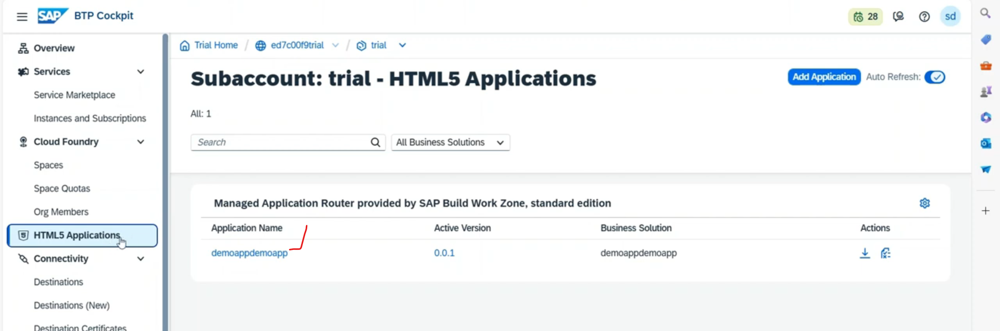 SAP BTP Cockpit
28
sd
Overview
Services
Service Marketplace
Instances and Subscriptions
Cloud Foundry
Spaces
Space Quotas
Org Members
HTML5 Applications
Connectivity
Destinations
Destinations (New)
Destination Certificates
Trial Home / ed7c00f9trial / trial
Subaccount: trial - HTML5 Applications
Add Application
Auto Refresh:
All: 1
Search
All Business Solutions
Managed Application Router provided by SAP Build Work Zone, standard edition
Application Name Active Version Business Solution Actions
demoappdemoapp 0.0.1 demoappdemoapp